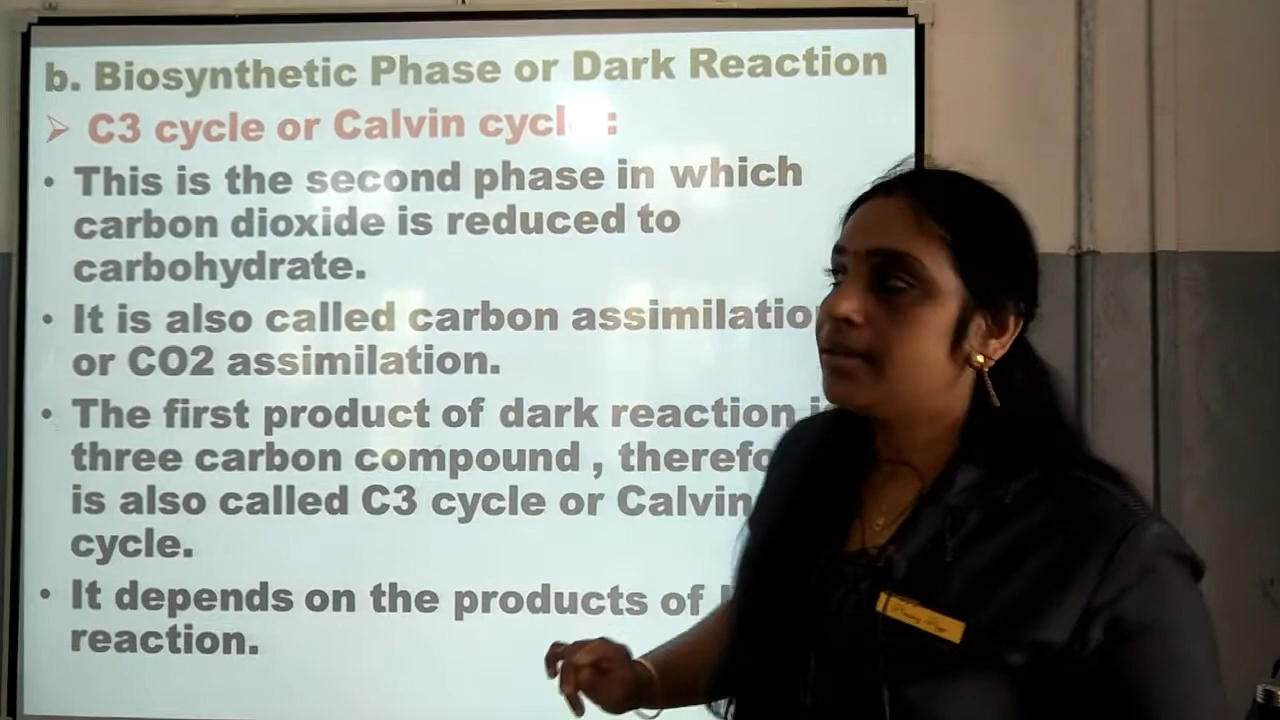 b. Biosynthetic Phase or Dark Reaction
➢ C3 cycle or Calvin cycl :
• This is the second phase in which
carbon dioxide is reduced to
carbohydrate.
• It is also called carbon assimilatio
or CO2 assimilation.
• The first product of dark reaction
three carbon compound , therefo
is also called C3 cycle or Calvin
cycle.
• It depends on the products of
reaction.